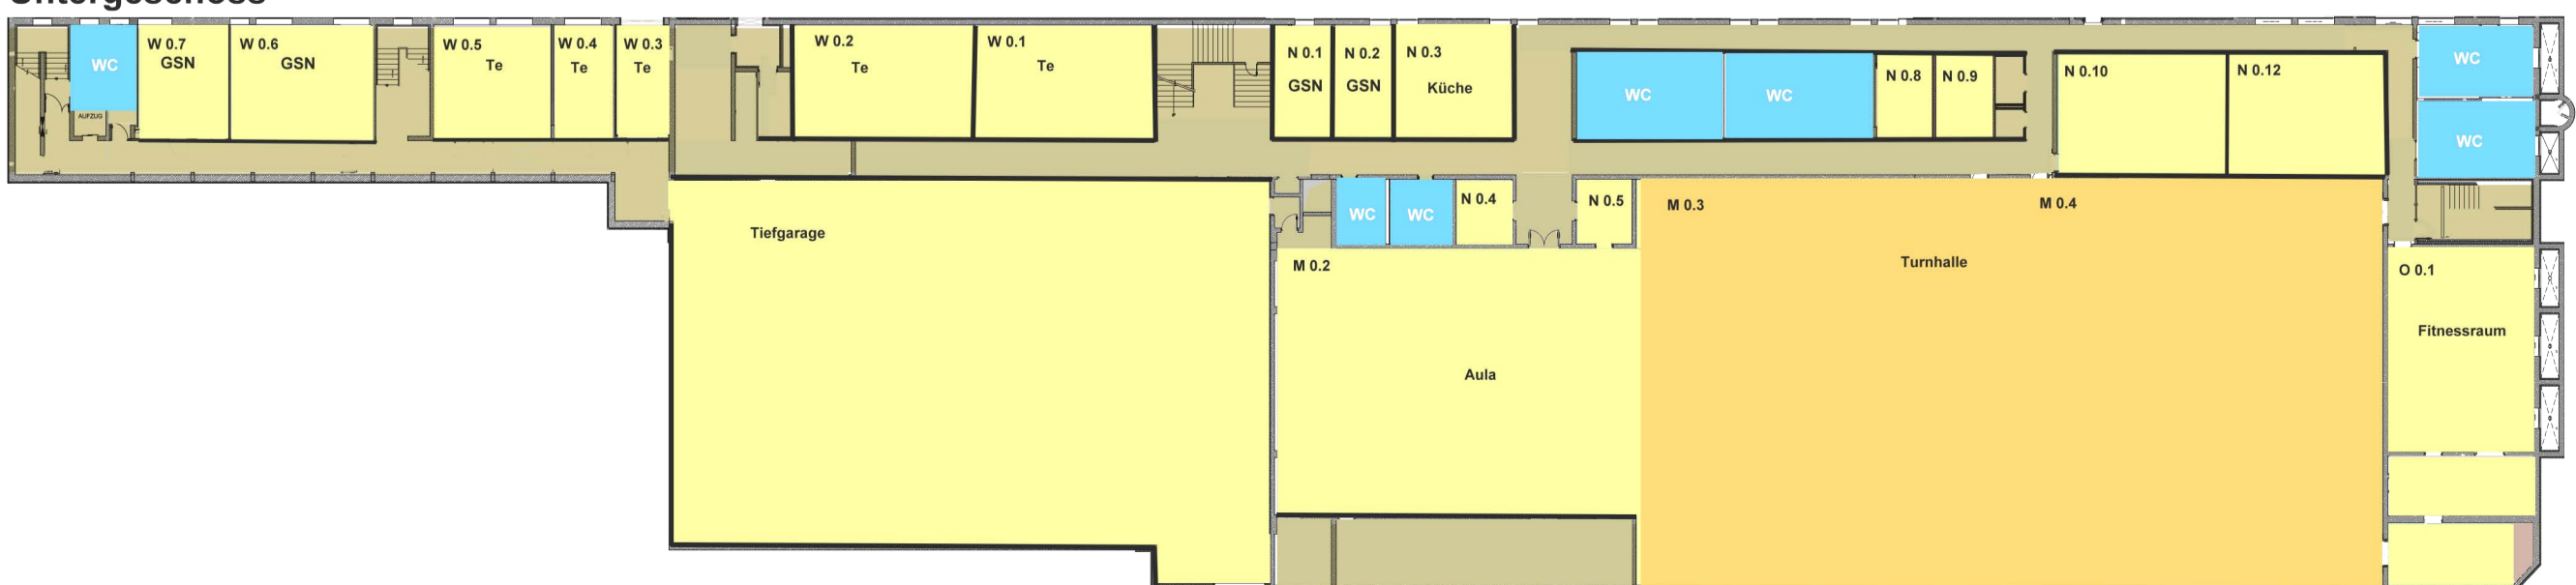 W 0.7
GSN
W 0.6
GSN
W 0.5
Te
W 0.4
Te
W 0.3
Te
W 0.2
Te
W 0.1
Te
N 0.1
GSN
N 0.2
GSN
N 0.3
Küche
WC
AUFZUG
WC
WC
N 0.8
N 0.9
N 0.10
N 0.12
WC
WC
Tiefgarage
WC
WC
N 0.4
N 0.5
M 0.3
M 0.4
Turnhalle
M 0.2
Aula
O 0.1
Fitnessraum